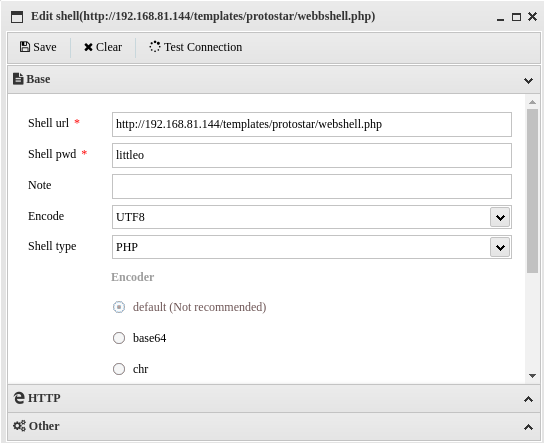 Edit shell(http://192.168.81.144/templates/protostar/webbshell.php)
Save Clear Test Connection
Base
Shell url * http://192.168.81.144/templates/protostar/webshell.php
Shell pwd * littleo
Note
Encode UTF8
Shell type PHP
Encoder
default (Not recommended)
base64
chr
HTTP
Other